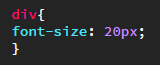 div{
font-size: 20px;
}